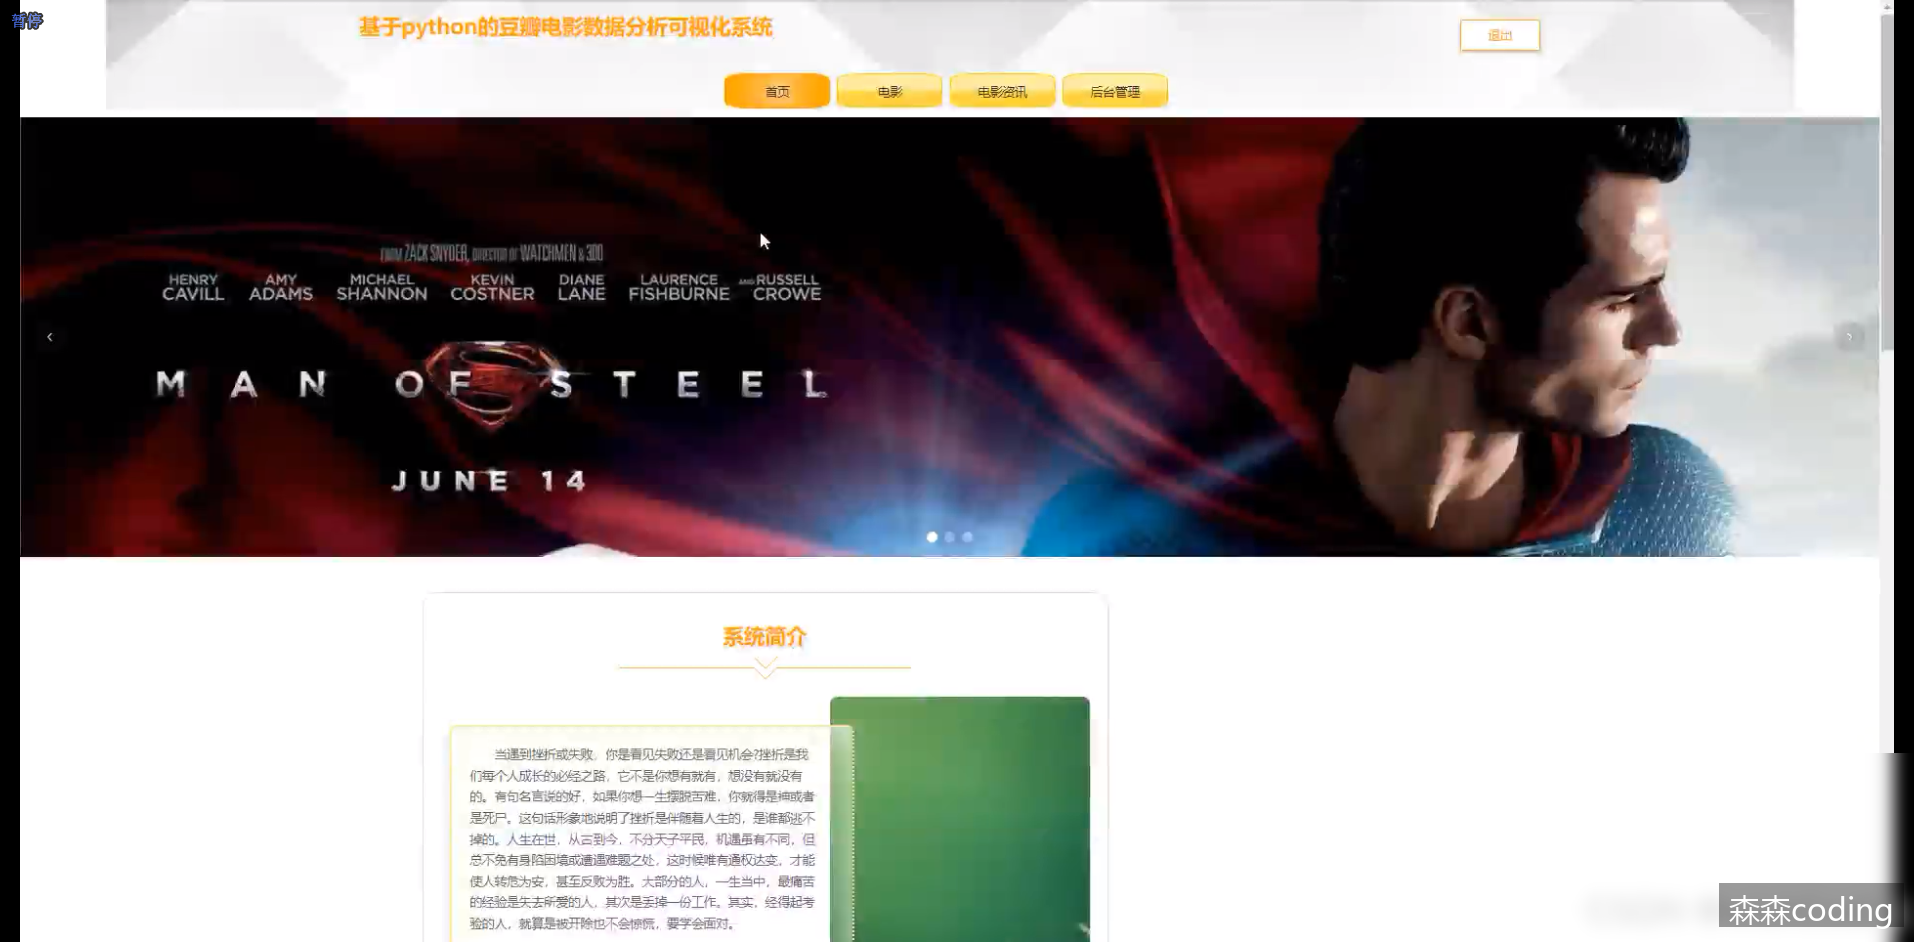 暂停
基于python的豆瓣电影数据分析可视化系统
退出
首页
电影
电影资讯
后台管理
FROM ZACK SNYDER, DIRECTOR OF WATCHMEN & 300
HENRY CAVILL AMY ADAMS MICHAEL SHANNON KEVIN COSTNER DIANE LANE LAURENCE FISHBURNE AND RUSSELL CROWE
MAN OF STEEL
JUNE 14
系统简介
当遇到挫折或失败，你是看见失败还是看见机会?挫折是我
们每个人成长的必经之路，它不是你想有就有，想没有就没有
的。有句名言说的好，如果你想一生摆脱苦难，你就得是神或者
是死尸。这句话形象地说明了挫折是伴随着人生的，是谁都逃不
掉的。人生在世，从古到今，不分天子平民，机遇虽有不同，但
总不免有身陷困境或遭遇难题之处，这时候唯有通权达变，才能
使人转危为安，甚至反败为胜。大部分的人，一生当中，最痛苦
的经验是失去所爱的人，其次是丢掉一份工作。其实，经得起考
验的人，就算是被开除也不会惊慌，要学会面对。
森森coding